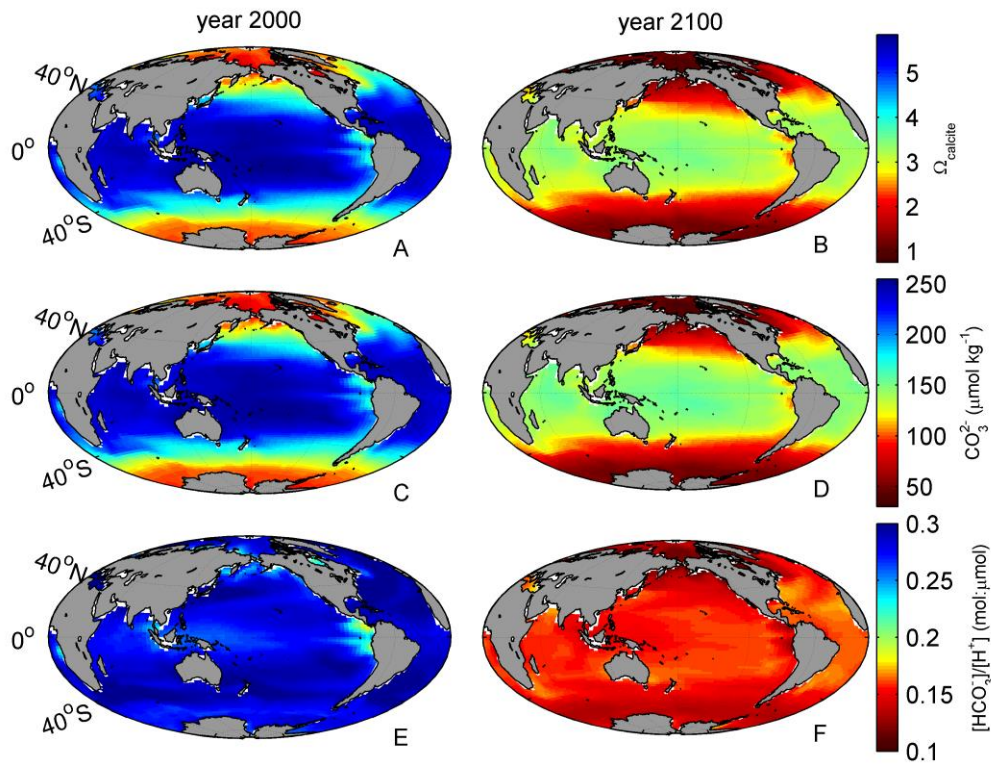 year 2000
year 2100
40°N
0°
40°S
A
B
5
4
3
2
1
Ω calcite
40°N
0°
40°S
C
D
250
200
150
100
50
CO₃²⁻ (μmol kg⁻¹)
40°N
0°
40°S
E
F
0.3
0.25
0.2
0.15
0.1
[HCO₃⁻]/[H⁺] (mol:μmol)